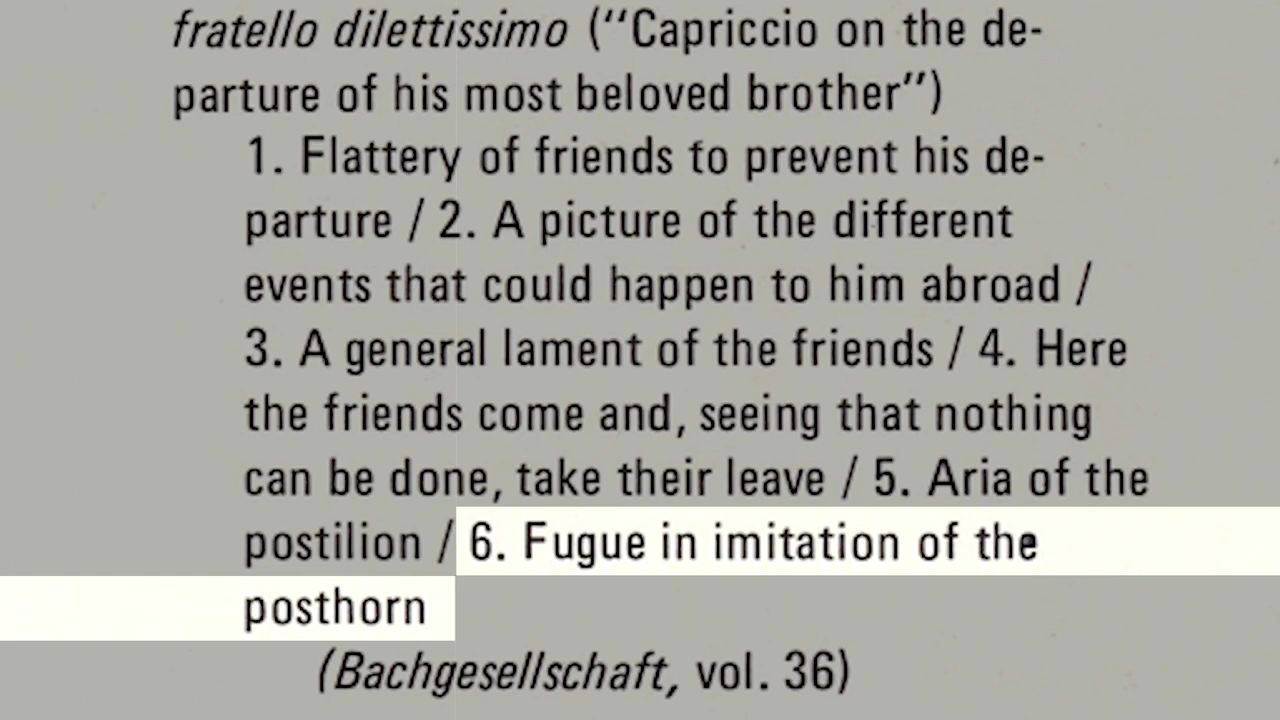 fratello dilettissimo (“Capriccio on the de-
parture of his most beloved brother”)
1. Flattery of friends to prevent his de-
parture / 2. A picture of the different
events that could happen to him abroad /
3. A general lament of the friends / 4. Here
the friends come and, seeing that nothing
can be done, take their leave / 5. Aria of the
postilion / 6. Fugue in imitation of the
posthorn
(Bachgesellschaft, vol. 36)